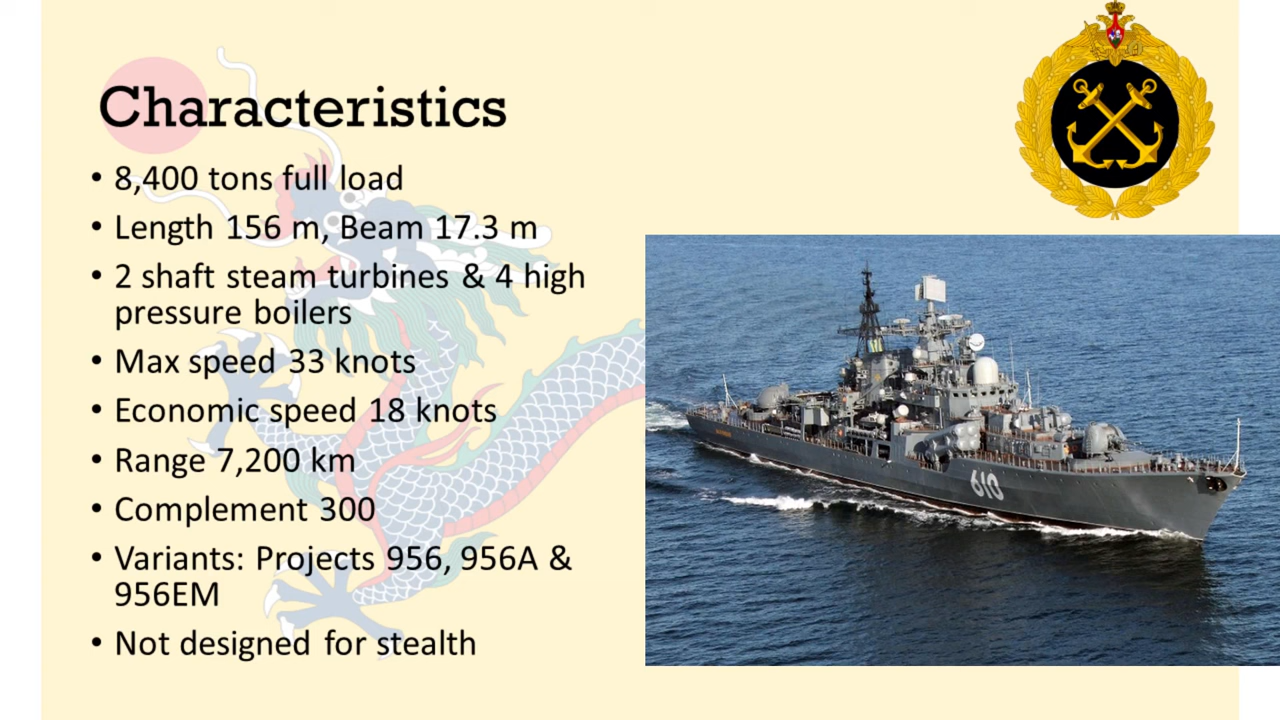 Characteristics
• 8,400 tons full load
• Length 156 m, Beam 17.3 m
• 2 shaft steam turbines & 4 high
pressure boilers
• Max speed 33 knots
• Economic speed 18 knots
• Range 7,200 km
• Complement 300
• Variants: Projects 956, 956A &
956EM
• Not designed for stealth
610